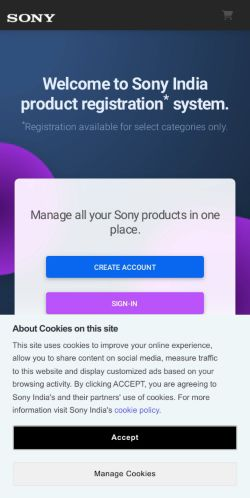 SONY
Welcome to Sony India
product registration* system.
*Registration available for select categories only.
Manage all your Sony products in one
place.
CREATE ACCOUNT
SIGN-IN
About Cookies on this site
This site uses cookies to improve your online experience,
allow you to share content on social media, measure traffic
to this website and display customized ads based on your
browsing activity. By clicking ACCEPT, you are agreeing to
Sony India's and their partners' use of cookies. For more
information visit Sony India's cookie policy.
Accept
Manage Cookies